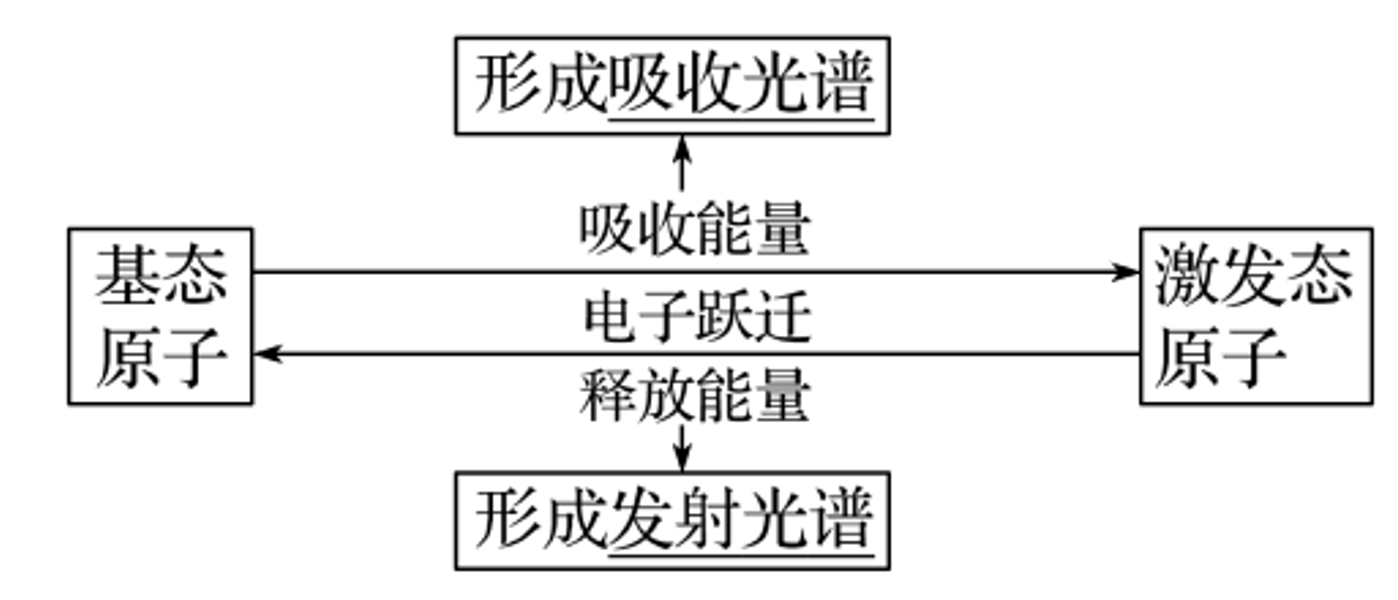 形成吸收光谱
吸收能量
基态
原子
电子跃迁
激发态
原子
释放能量
形成发射光谱